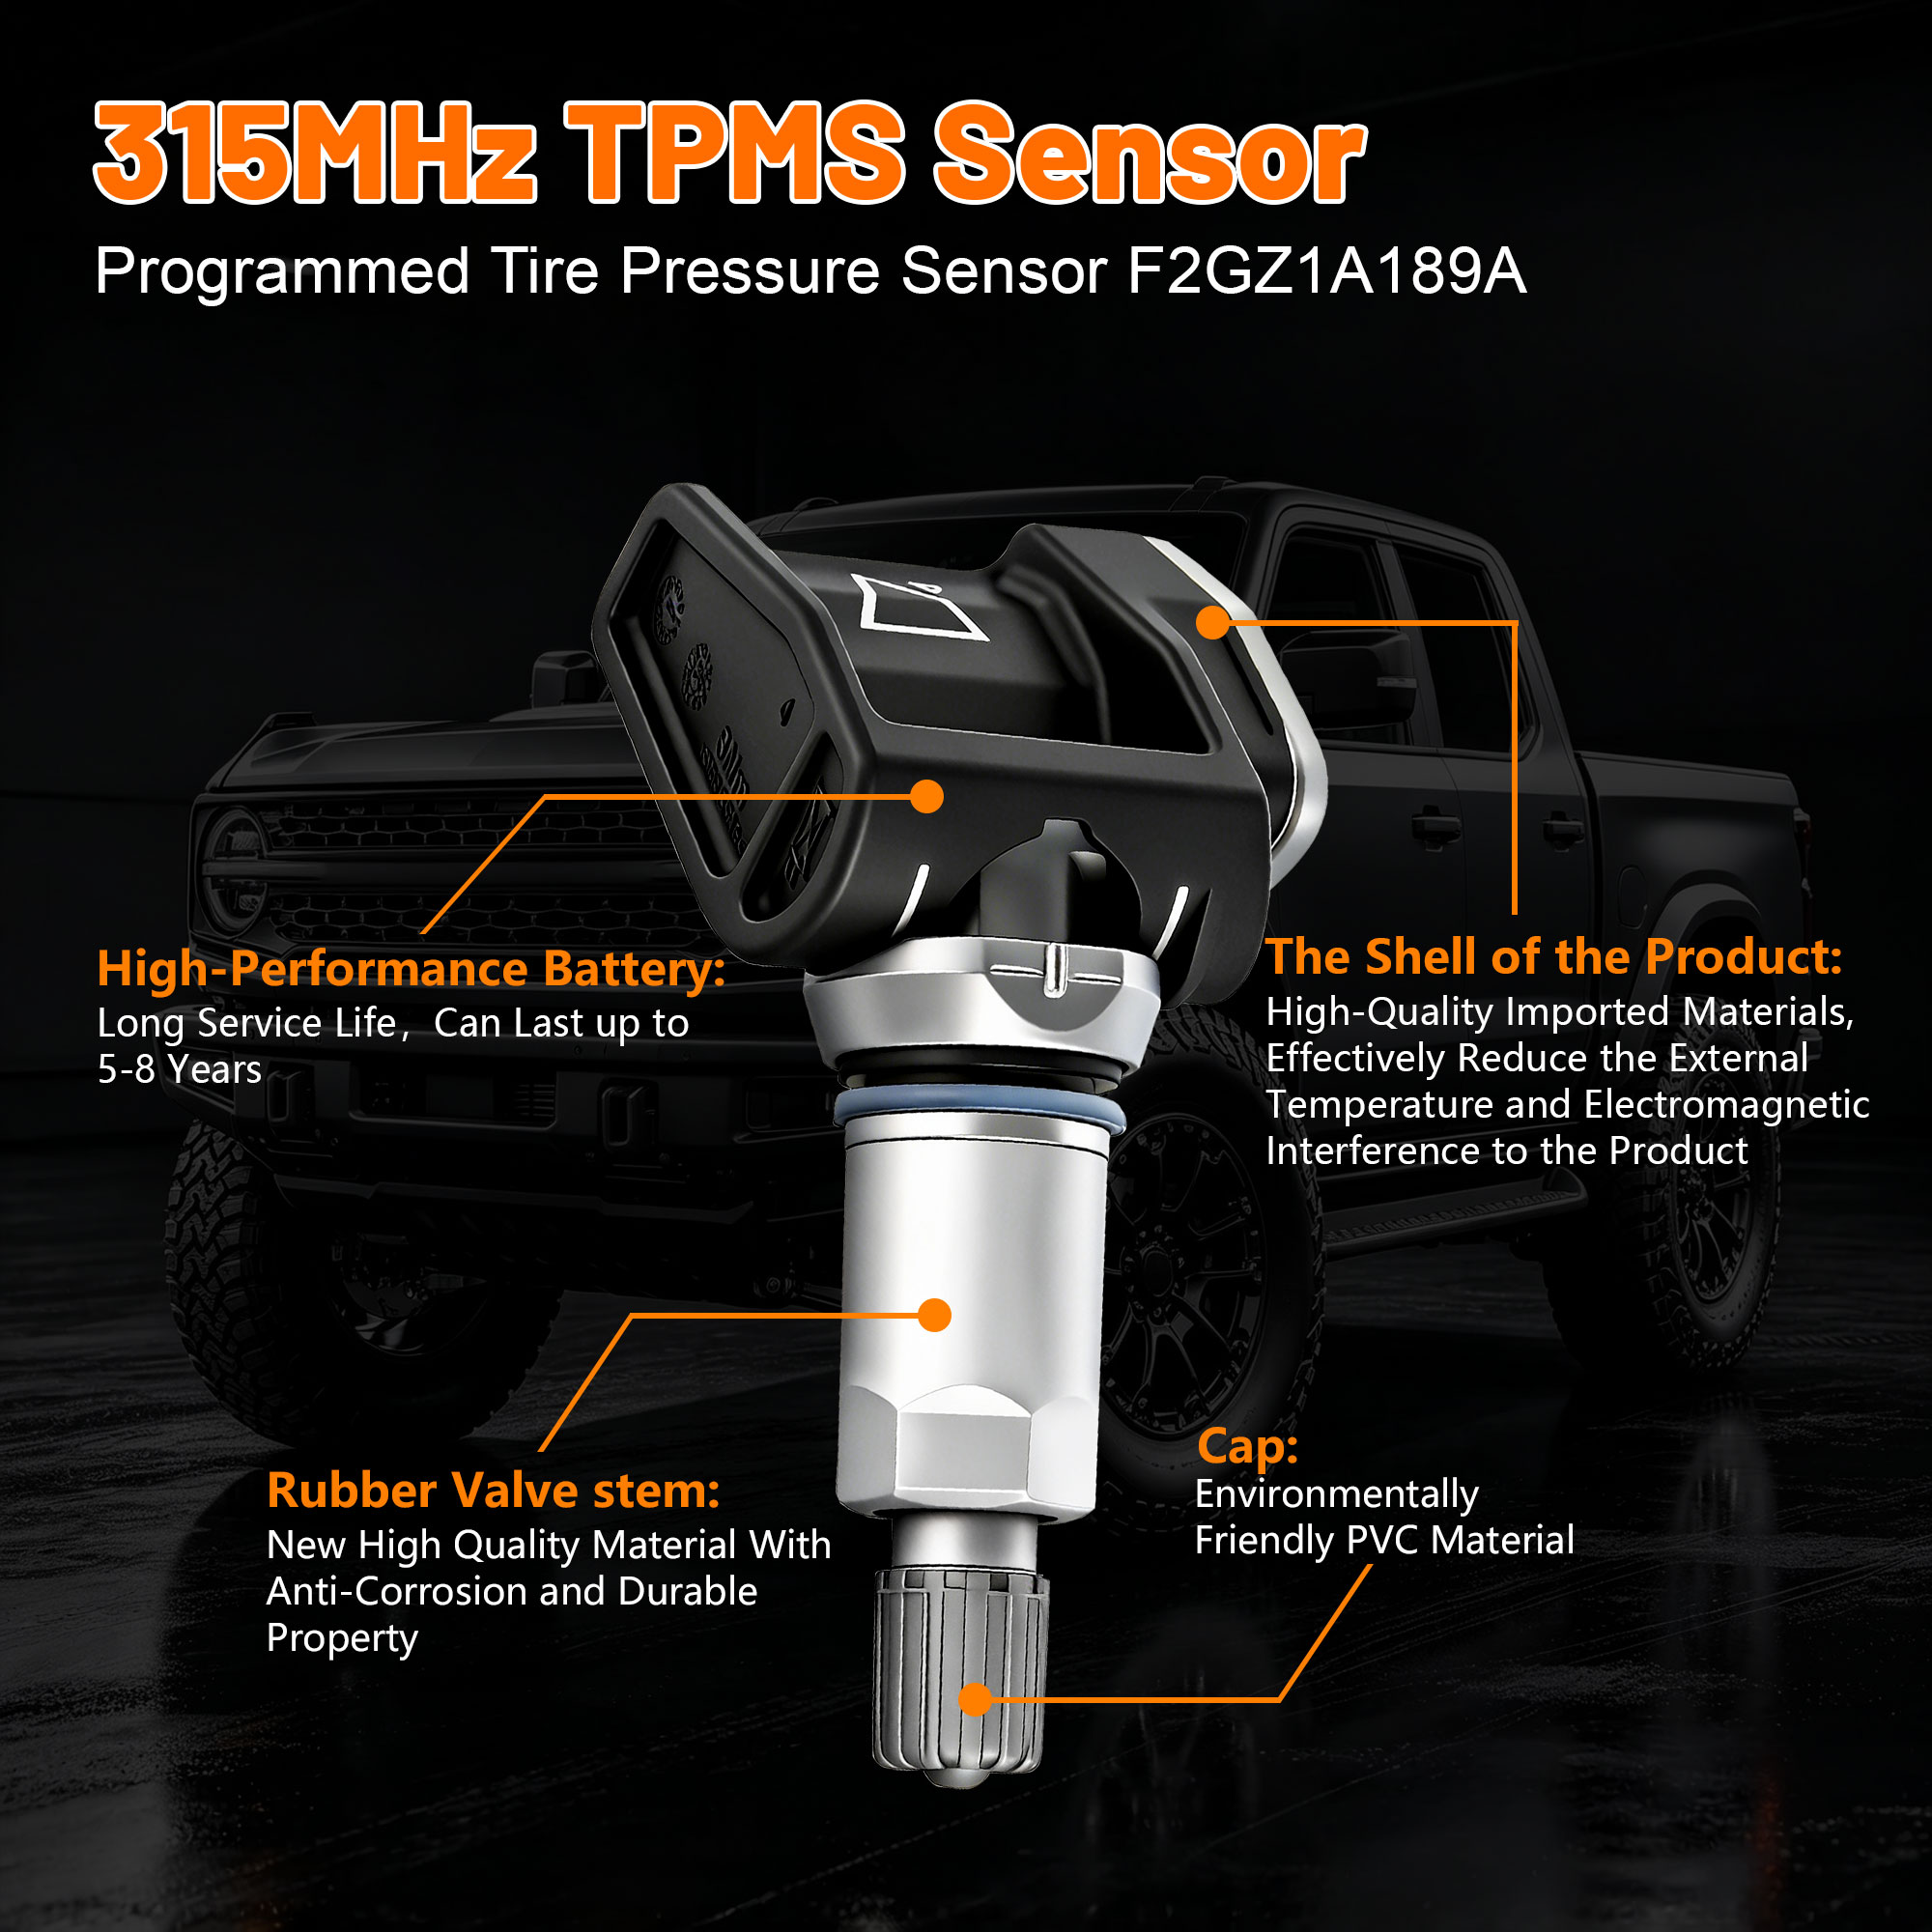 315MHz TPMS Sensor
Programmed Tire Pressure Sensor F2GZ1A189A
High-Performance Battery:
Long Service Life,  Can Last up to
5-8 Years
The Shell of the Product:
High-Quality Imported Materials,
Effectively Reduce the External
Temperature and Electromagnetic
Interference to the Product
Rubber Valve stem:
New High Quality Material With
Anti-Corrosion and Durable
Property
Cap:
Environmentally
Friendly PVC Material